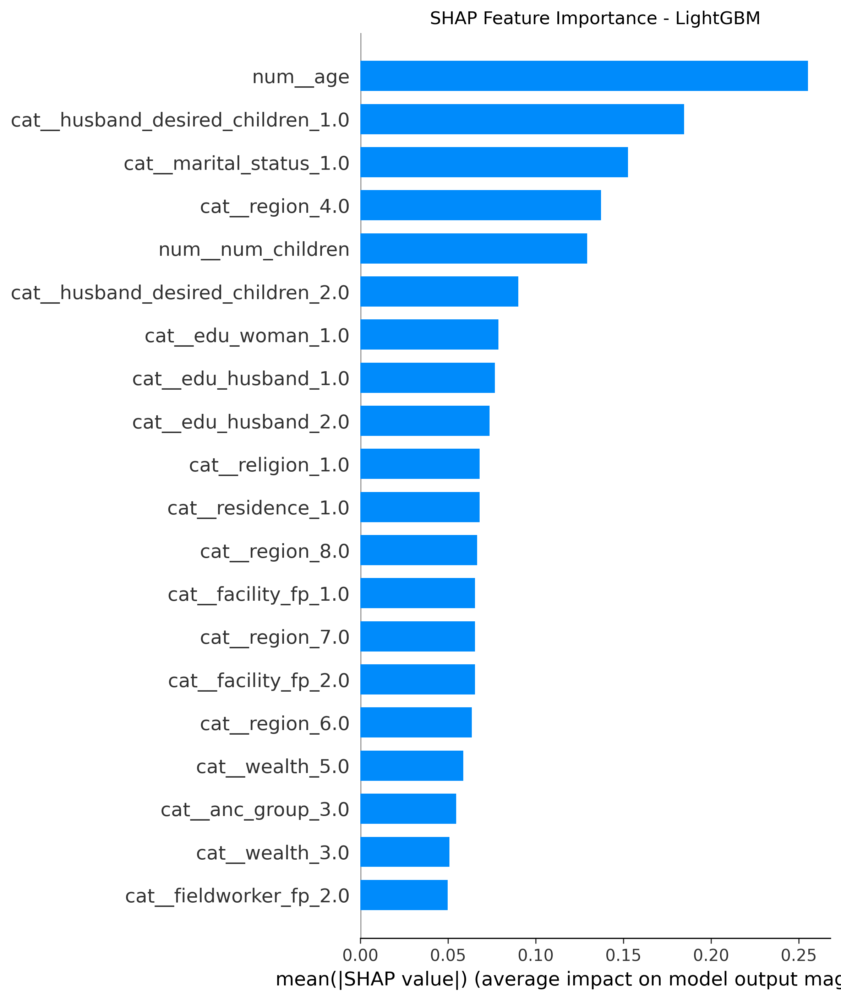 SHAP Feature Importance - LightGBM
num__age
cat__husband_desired_children_1.0
cat__marital_status_1.0
cat__region_4.0
num__num_children
cat__husband_desired_children_2.0
cat__edu_woman_1.0
cat__edu_husband_1.0
cat__edu_husband_2.0
cat__religion_1.0
cat__residence_1.0
cat__region_8.0
cat__facility_fp_1.0
cat__region_7.0
cat__facility_fp_2.0
cat__region_6.0
cat__wealth_5.0
cat__anc_group_3.0
cat__wealth_3.0
cat__fieldworker_fp_2.0
0.00 0.05 0.10 0.15 0.20 0.25
mean(|SHAP value|) (average impact on model output mag